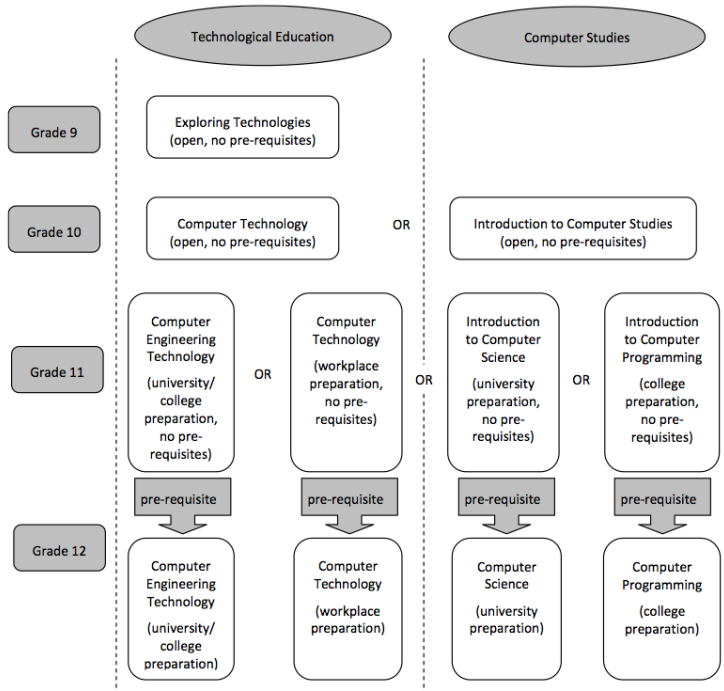 Technological Education
Computer Studies
Grade 9
Exploring Technologies
(open, no pre-requisites)
Grade 10
Computer Technology
(open, no pre-requisites)
OR
Introduction to Computer Studies
(open, no pre-requisites)
Grade 11
Computer
Engineering
Technology
(university/
college
preparation,
no pre-
requisites)
OR
Computer
Technology
(workplace
preparation,
no pre-
requisites)
OR
Introduction
to Computer
Science
(university
preparation,
no pre-
requisites)
OR
Introduction
to Computer
Programming
(college
preparation,
no pre-
requisites)
pre-requisite
pre-requisite
pre-requisite
pre-requisite
Grade 12
Computer
Engineering
Technology
(university/
college
preparation)
Computer
Technology
(workplace
preparation)
Computer
Science
(university
preparation)
Computer
Programming
(college
preparation)